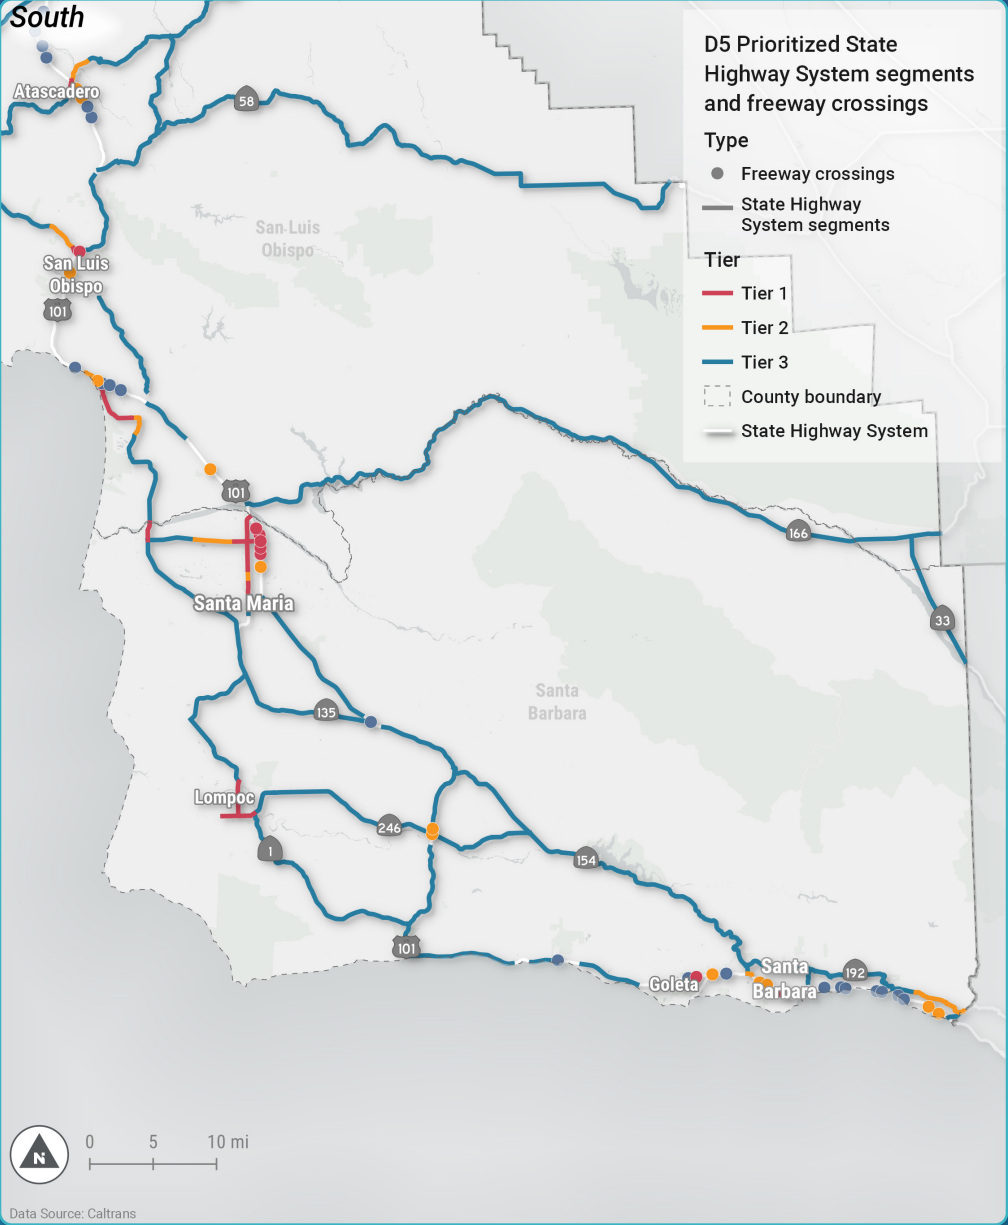 South
D5 Prioritized State
Highway System segments
and freeway crossings
Type
Freeway crossings
State Highway
System segments
Tier
Tier 1
Tier 2
Tier 3
County boundary
State Highway System
Atascadero
58
San Luis
Obispo
San Luis
Obispo
101
101
166
33
Santa Maria
Santa
Barbara
135
Lompoc
246
1
154
101
Goleta
Santa
Barbara
192
N
0 5 10 mi
Data Source: Caltrans